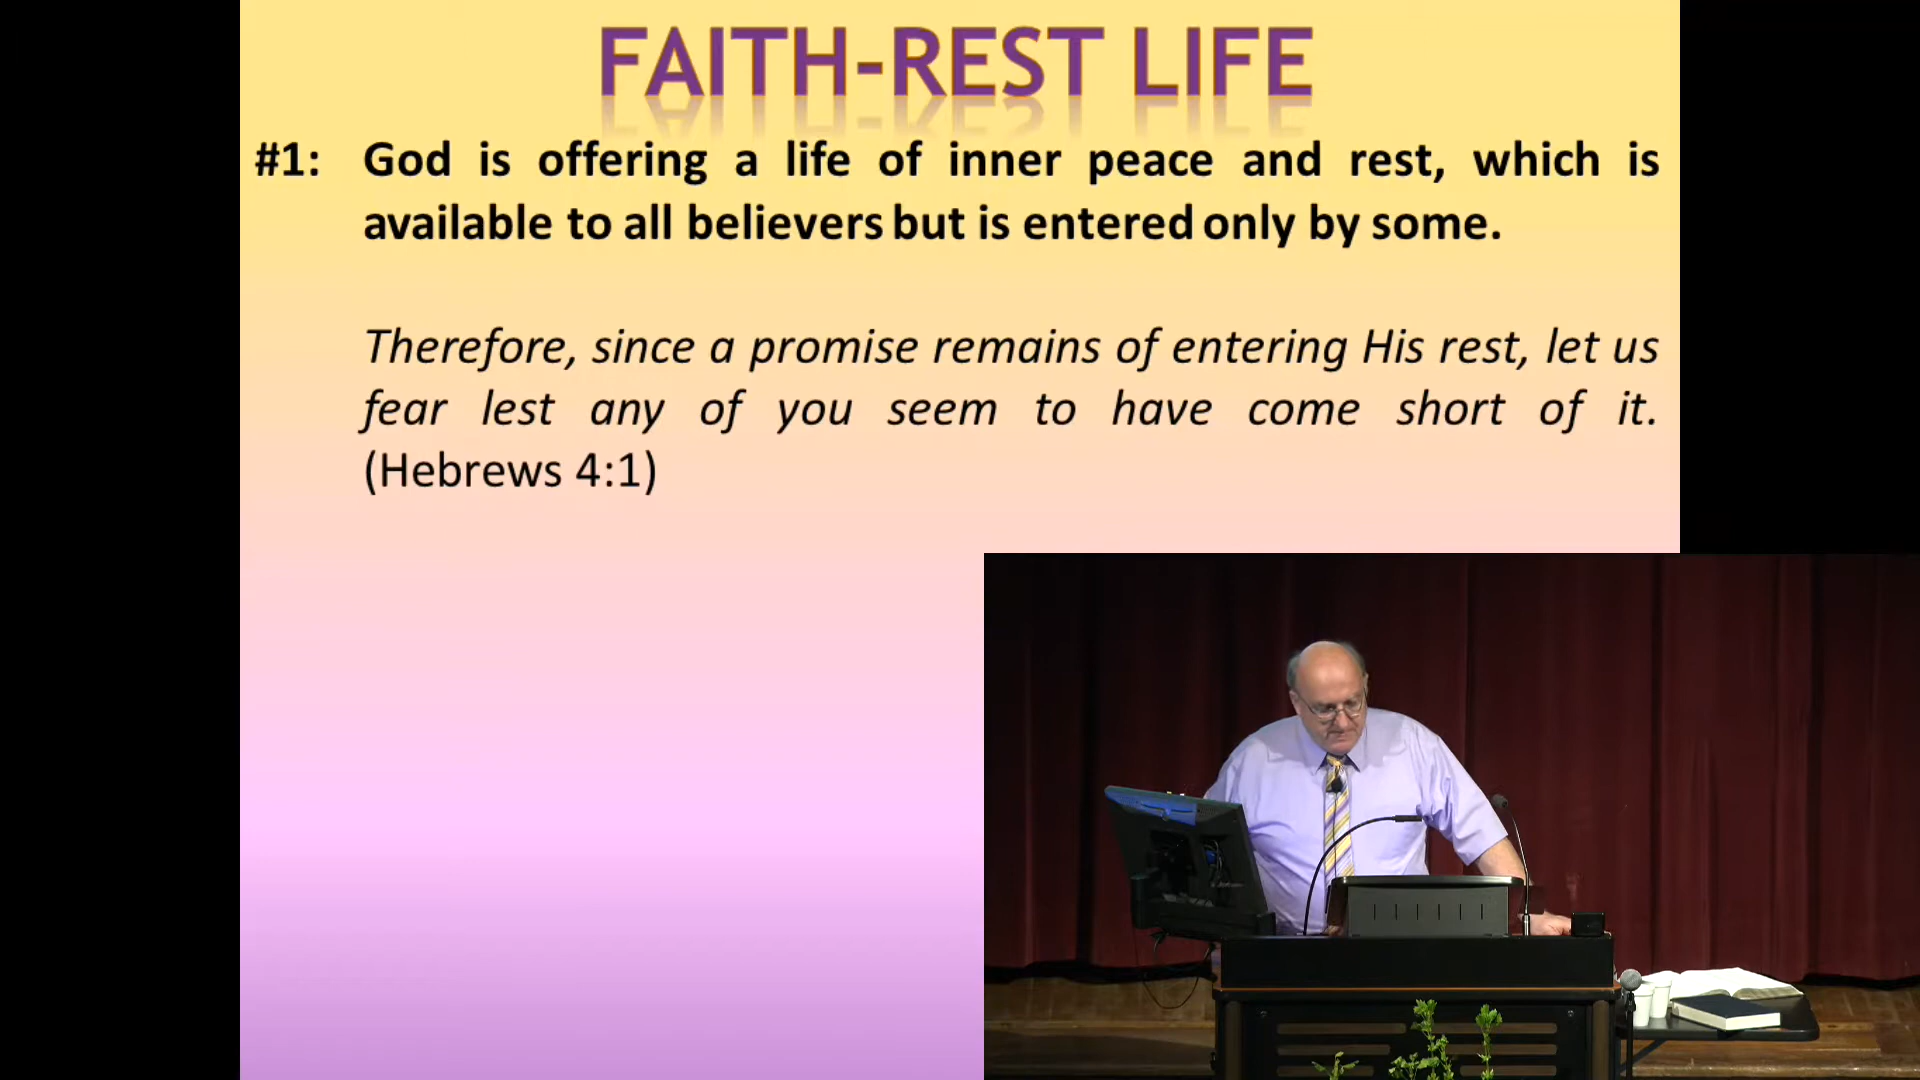 FAITH-REST LIFE
#1: God is offering a life of inner peace and rest, which is
available to all believers but is entered only by some.
Therefore, since a promise remains of entering His rest, let us
fear lest any of you seem to have come short of it.
(Hebrews 4:1)